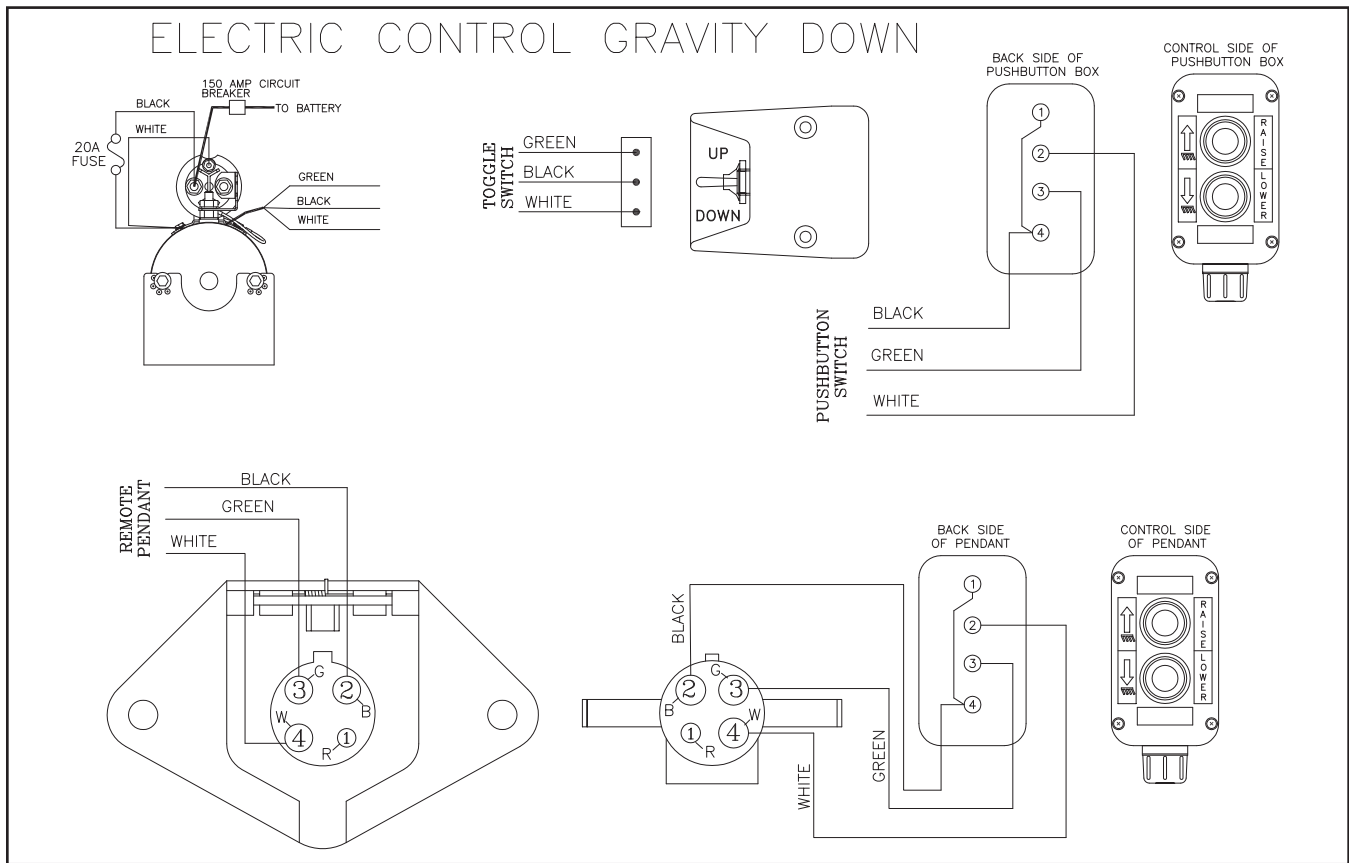 ELECTRIC CONTROL GRAVITY DOWN
150 AMP CIRCUIT
BREAKER
TO BATTERY
BLACK
WHITE
20A
FUSE
GREEN
BLACK
WHITE
TOGGLE
SWITCH
GREEN
BLACK
WHITE
UP
DOWN
BACK SIDE OF
PUSHBUTTON BOX
1
2
3
4
CONTROL SIDE OF
PUSHBUTTON BOX
RAISE
LOWER
PUSHBUTTON
SWITCH
BLACK
GREEN
WHITE
REMOTE
PENDANT
BLACK
GREEN
WHITE
G
3
2
B
W
4
1
R
BLACK
G
2
3
B
W
1
4
R
WHITE
GREEN
BACK SIDE
OF PENDANT
1
2
3
4
CONTROL SIDE
OF PENDANT
RAISE
LOWER